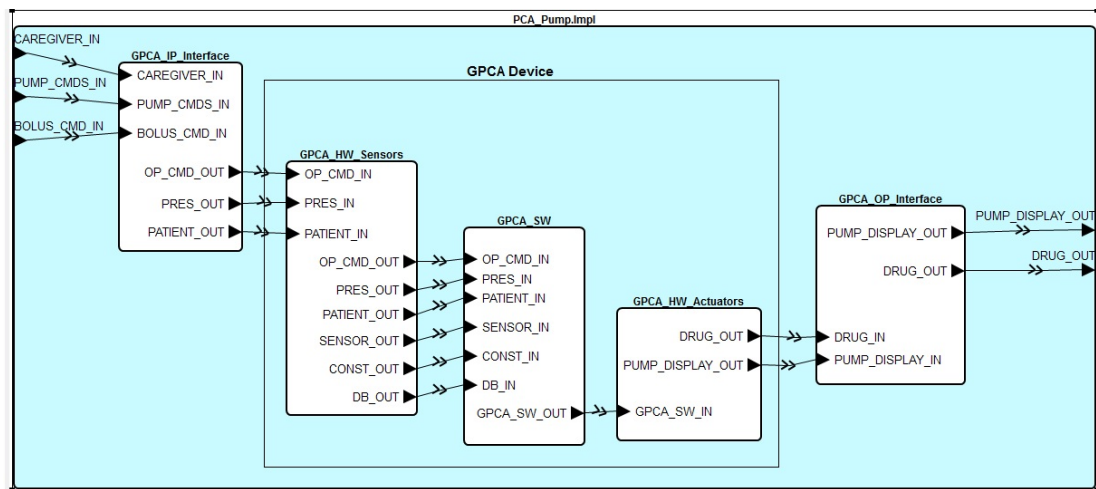 PCA_Pump.Impl
CAREGIVER_IN
PUMP_CMDS_IN
BOLUS_CMD_IN
GPCA_IP_Interface
CAREGIVER_IN
PUMP_CMDS_IN
BOLUS_CMD_IN
OP_CMD_OUT
PRES_OUT
PATIENT_OUT
GPCA Device
GPCA_HW_Sensors
OP_CMD_IN
PRES_IN
PATIENT_IN
OP_CMD_OUT
PRES_OUT
PATIENT_OUT
SENSOR_OUT
CONST_OUT
DB_OUT
GPCA_SW
OP_CMD_IN
PRES_IN
PATIENT_IN
SENSOR_IN
CONST_IN
DB_IN
GPCA_SW_OUT
GPCA_HW_Actuators
DRUG_OUT
PUMP_DISPLAY_OUT
GPCA_SW_IN
GPCA_OP_Interface
PUMP_DISPLAY_OUT
DRUG_OUT
DRUG_IN
PUMP_DISPLAY_IN
PUMP_DISPLAY_OUT
DRUG_OUT